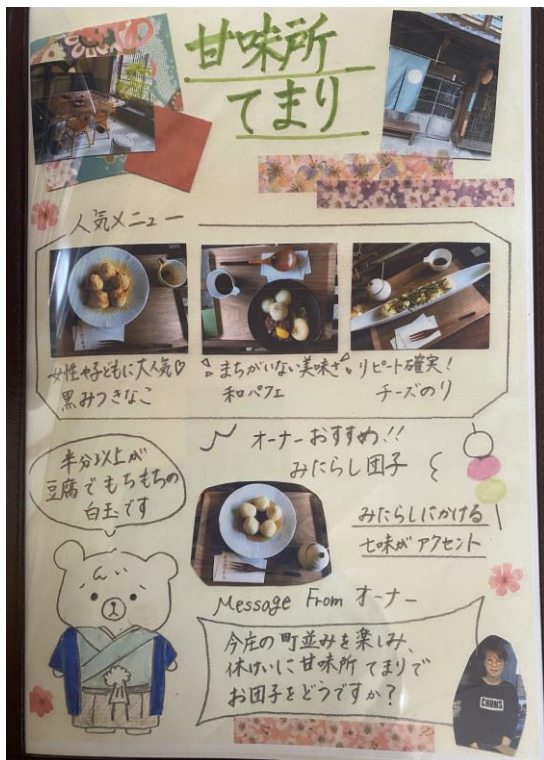 甘味所
てまり
人気メニュー
女性や子どもに大人気♡
黒みつきなこ
まちがいない美味さ
和パフェ
リピート確実!
チーズのり
半分以上が
豆腐でもちもちの
白玉です
オーナーおすすめ!!
みたらし団子
みたらしにかける
七味がアクセント
Message From オーナー
今庄の町並みを楽しみ、
休けいに甘味所てまりで
お団子をどうですか?
CHUMS